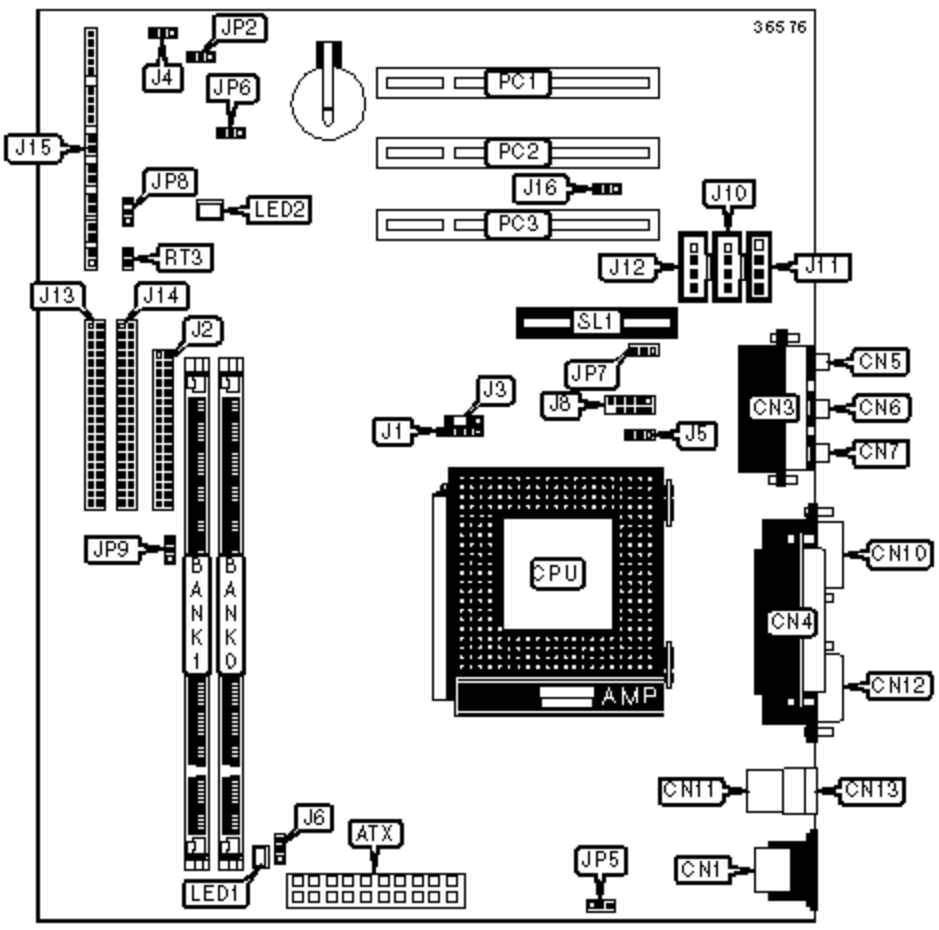 36576
JP2
J4
PC1
JP6
J15
PC2
JP8
J16
J10
LED2
PC3
RT3
J12
J11
J13
J14
SL1
J2
JP7
CN5
J3
J8
CN3
CN6
J1
J5
CN7
JP9
CN10
BANK1
BANK0
CPU
CN4
CN12
AMP
CN11
CN13
J6
ATX
JP5
CN1
LED1